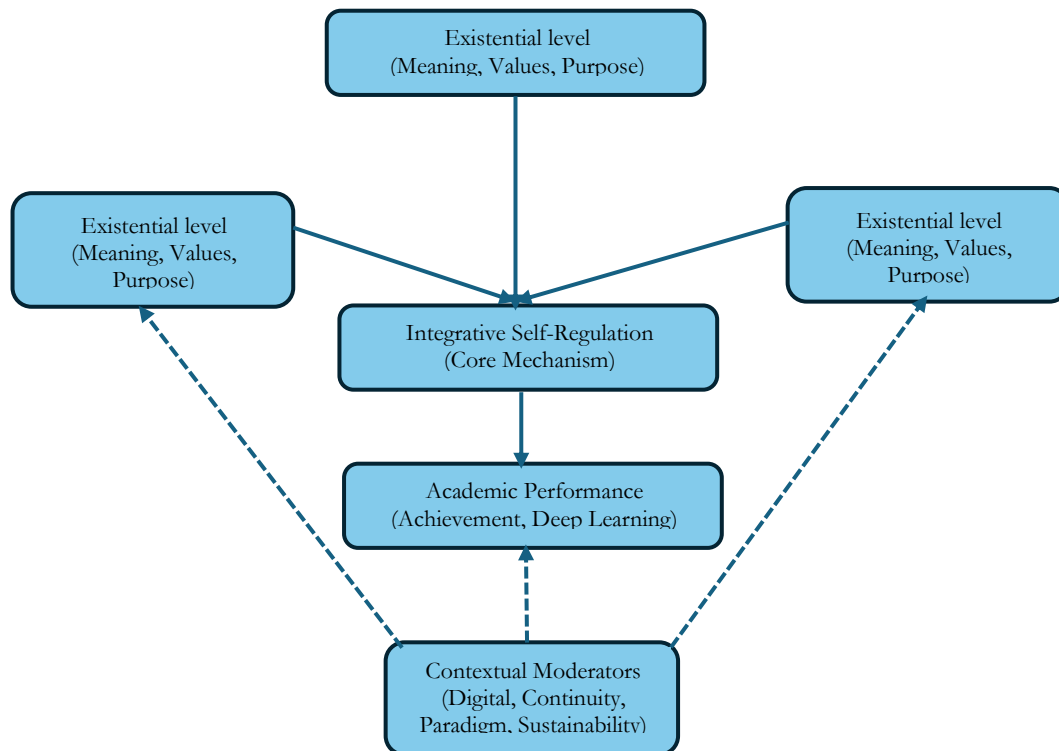 Existential level
(Meaning, Values, Purpose)
Existential level
(Meaning, Values,
Purpose)
Existential level
(Meaning, Values,
Purpose)
Integrative Self-Regulation
(Core Mechanism)
Academic Performance
(Achievement, Deep Learning)
Contextual Moderators
(Digital, Continuity,
Paradigm, Sustainability)